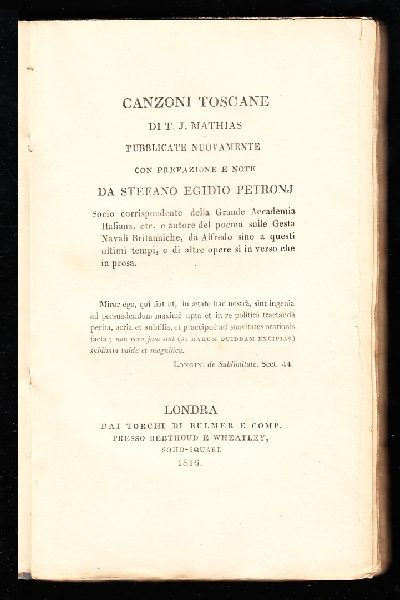 CANZONI TOSCANE
DI T. J. MATHIAS
PUBBLICATE NUOVAMENTE
CON PREFAZIONE E NOTE
DA STEFANO EGIDIO PETRONJ
Socio corrispondente della Grande Accademia
Italiana, etc. e autore del poema sulle Gesta
Navali Britanniche, da Alfredo sino a questi
ultimi tempi, e di altre opere sì in verso che
in prosa.
Miror ego, qui fiat ut, in ætate hac nostrâ, sint ingenia
ad persuadendum maximè apta et in re politicâ tractandâ
perita, acria et subtilia, et præcipuè ad suavitates orationis
facta; non vero jam sint (NI RARUM QUIDDAM EXCIPIAS)
sublimia valde et magnifica.
LONGIN. de Sublimitate. Sect. 44.
LONDRA
DAI TORCHI DI BULMER E COMP.
PRESSO BERTHOUD E WHEATLEY,
SOHO-SQUARE
1816.